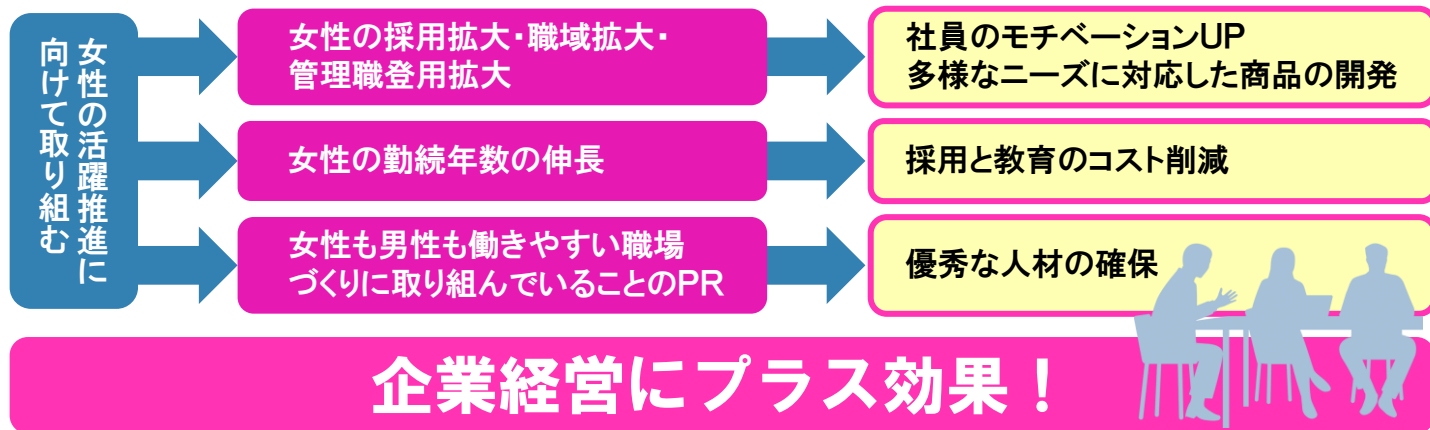 女性の活躍推進に
向けて取り組む
女性の採用拡大・職域拡大・
管理職登用拡大
社員のモチベーションUP
多様なニーズに対応した商品の開発
女性の勤続年数の伸長
採用と教育のコスト削減
女性も男性も働きやすい職場
づくりに取り組んでいることのPR
優秀な人材の確保
企業経営にプラス効果！